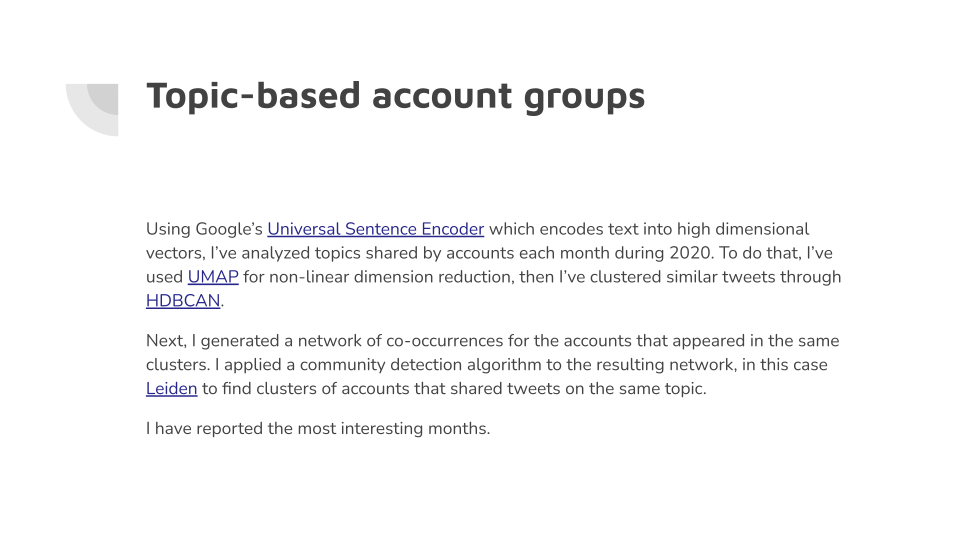 Topic-based account groups
Using Google’s Universal Sentence Encoder which encodes text into high dimensional
vectors, I’ve analyzed topics shared by accounts each month during 2020. To do that, I’ve
used UMAP for non-linear dimension reduction, then I’ve clustered similar tweets through
HDBCAN.
Next, I generated a network of co-occurrences for the accounts that appeared in the same
clusters. I applied a community detection algorithm to the resulting network, in this case
Leiden to find clusters of accounts that shared tweets on the same topic.
I have reported the most interesting months.